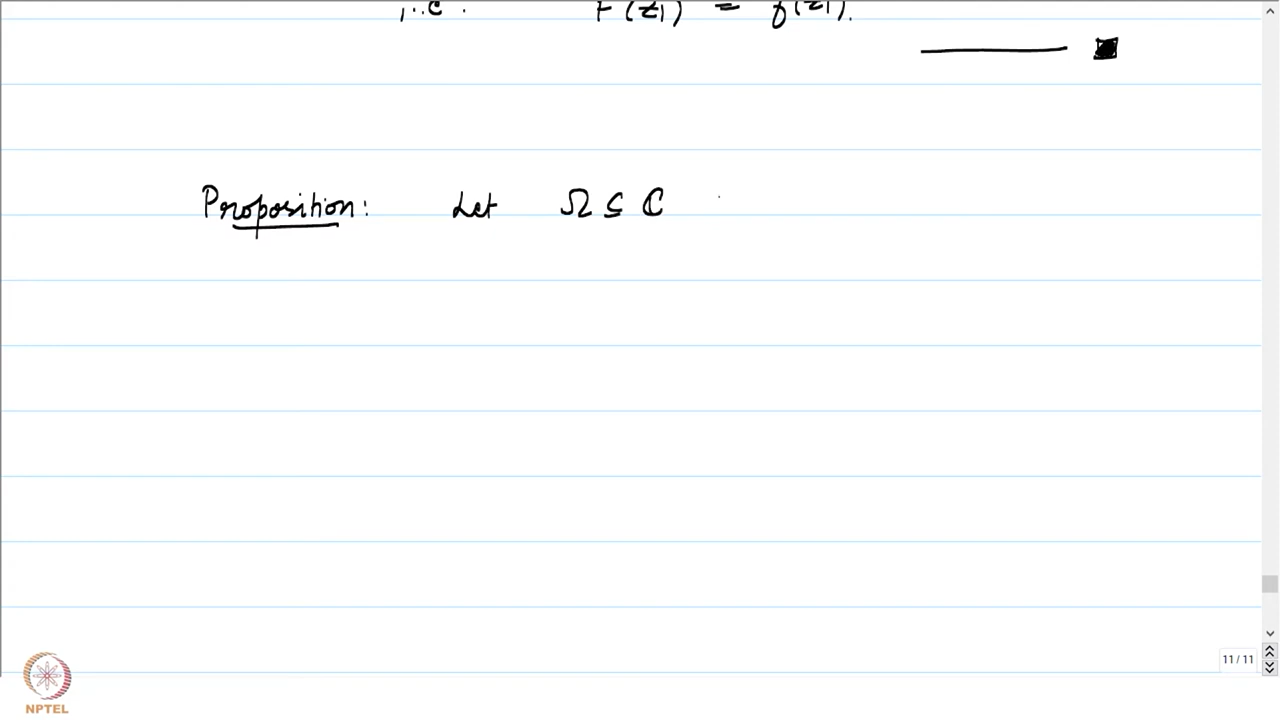 i.e. F(z₁) = f(z₁).
Proposition: Let Ω ⊆ ℂ
11 / 11
NPTEL